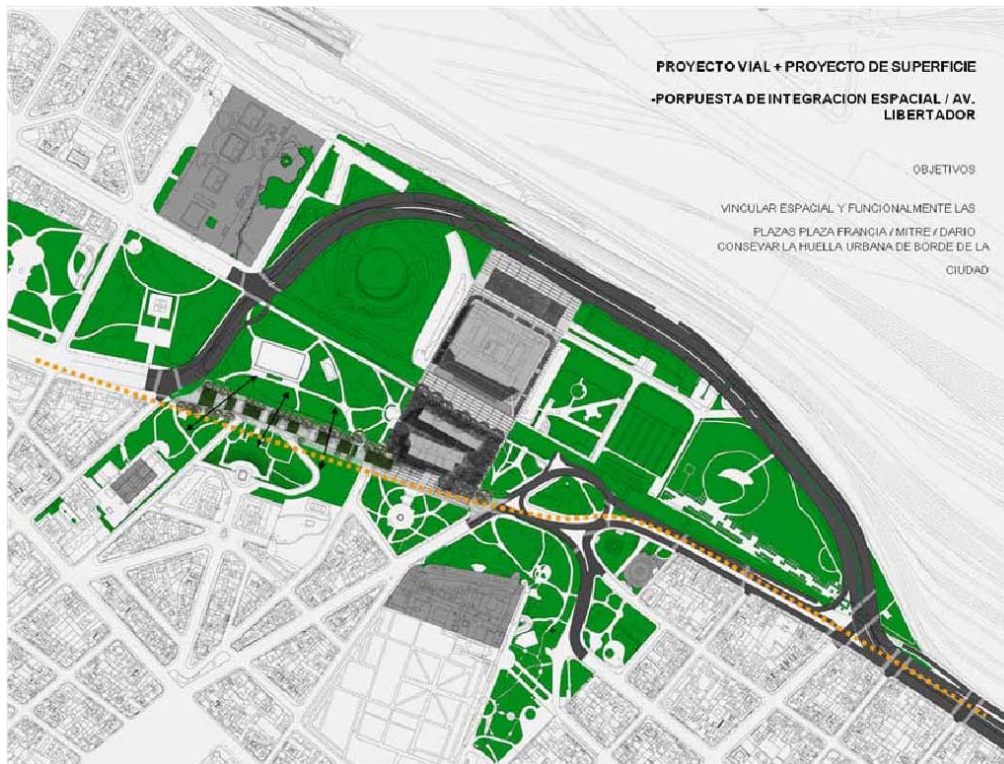 PROYECTO VIAL + PROYECTO DE SUPERFICIE
-PORPUESTA DE INTEGRACION ESPACIAL / AV.
LIBERTADOR
OBJETIVOS
VINCULAR ESPACIAL Y FUNCIONALMENTE LAS
PLAZAS PLAZA FRANCIA / MITRE / DARIO
CONSEVAR LA HUELLA URBANA DE BORDE DE LA
CIUDAD